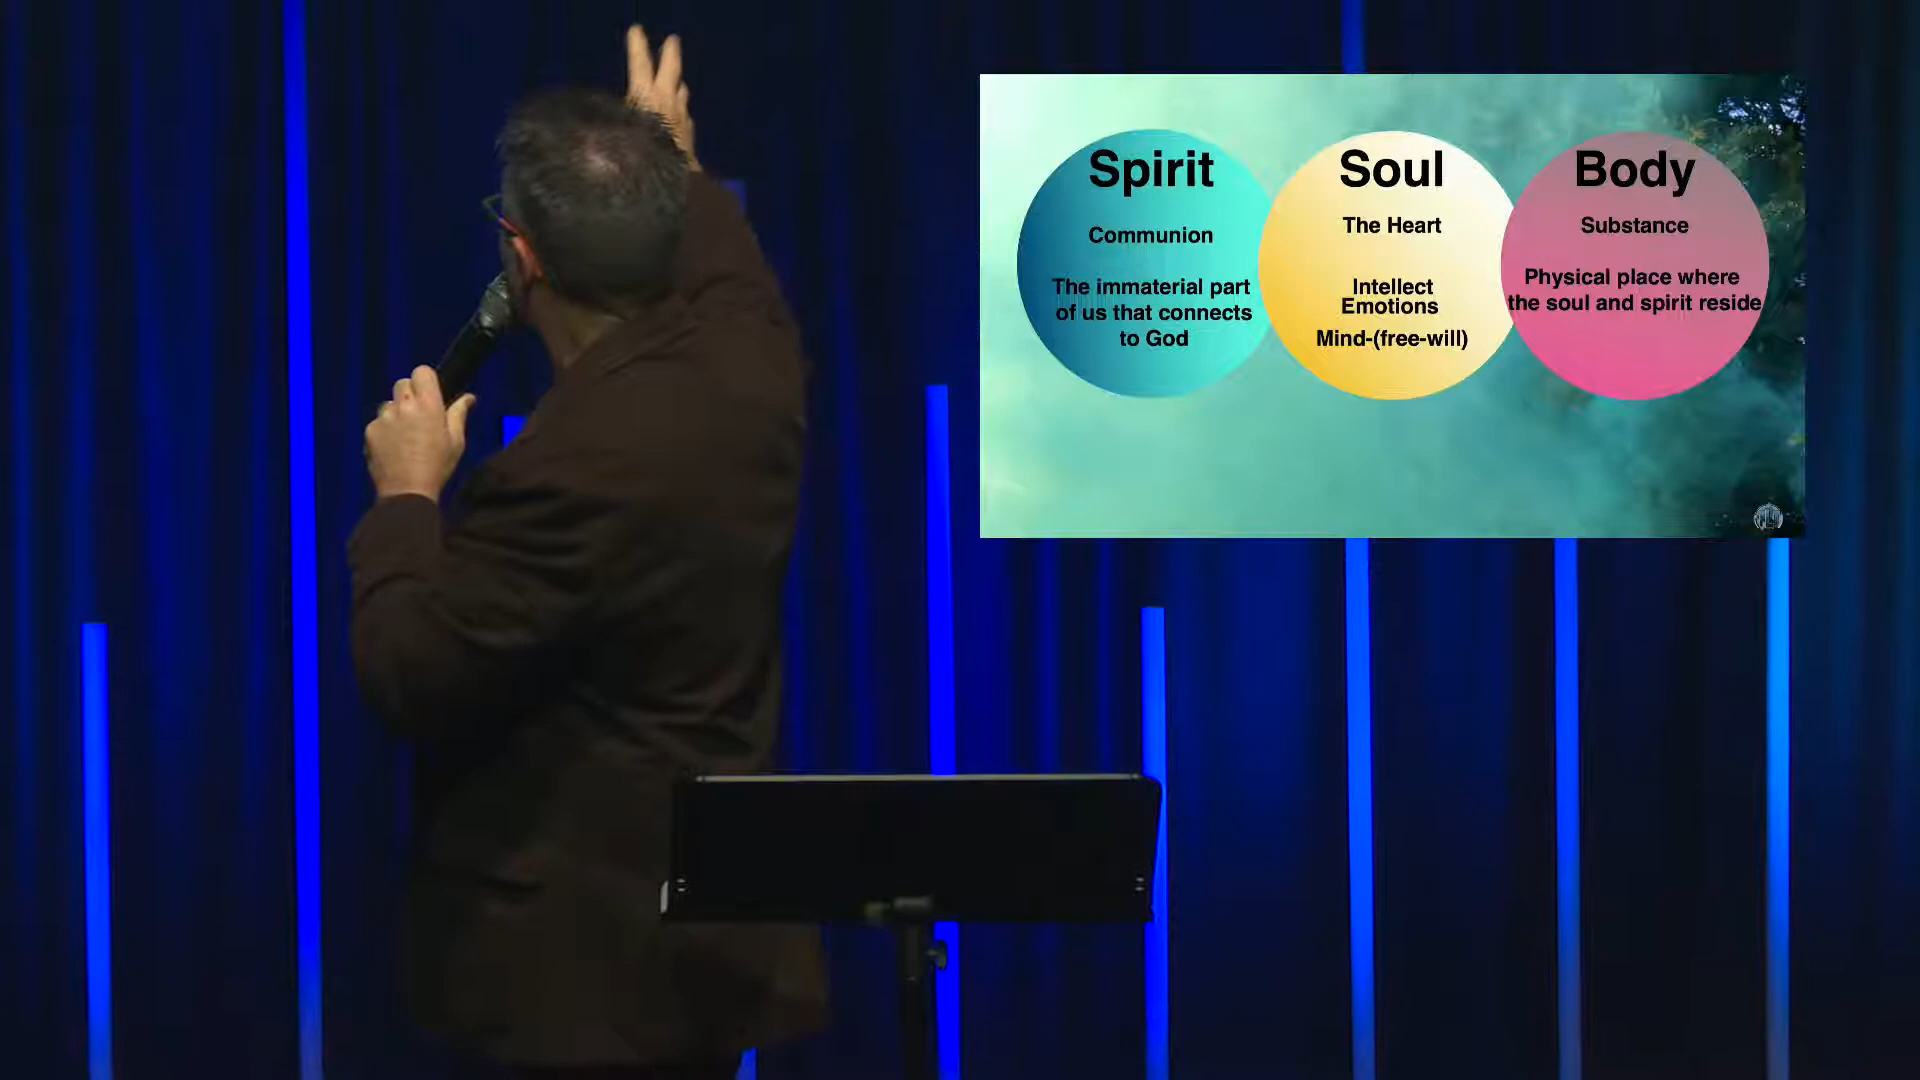 Spirit
Communion
The immaterial part
of us that connects
to God
Soul
The Heart
Intellect
Emotions
Mind-(free-will)
Body
Substance
Physical place where
the soul and spirit reside